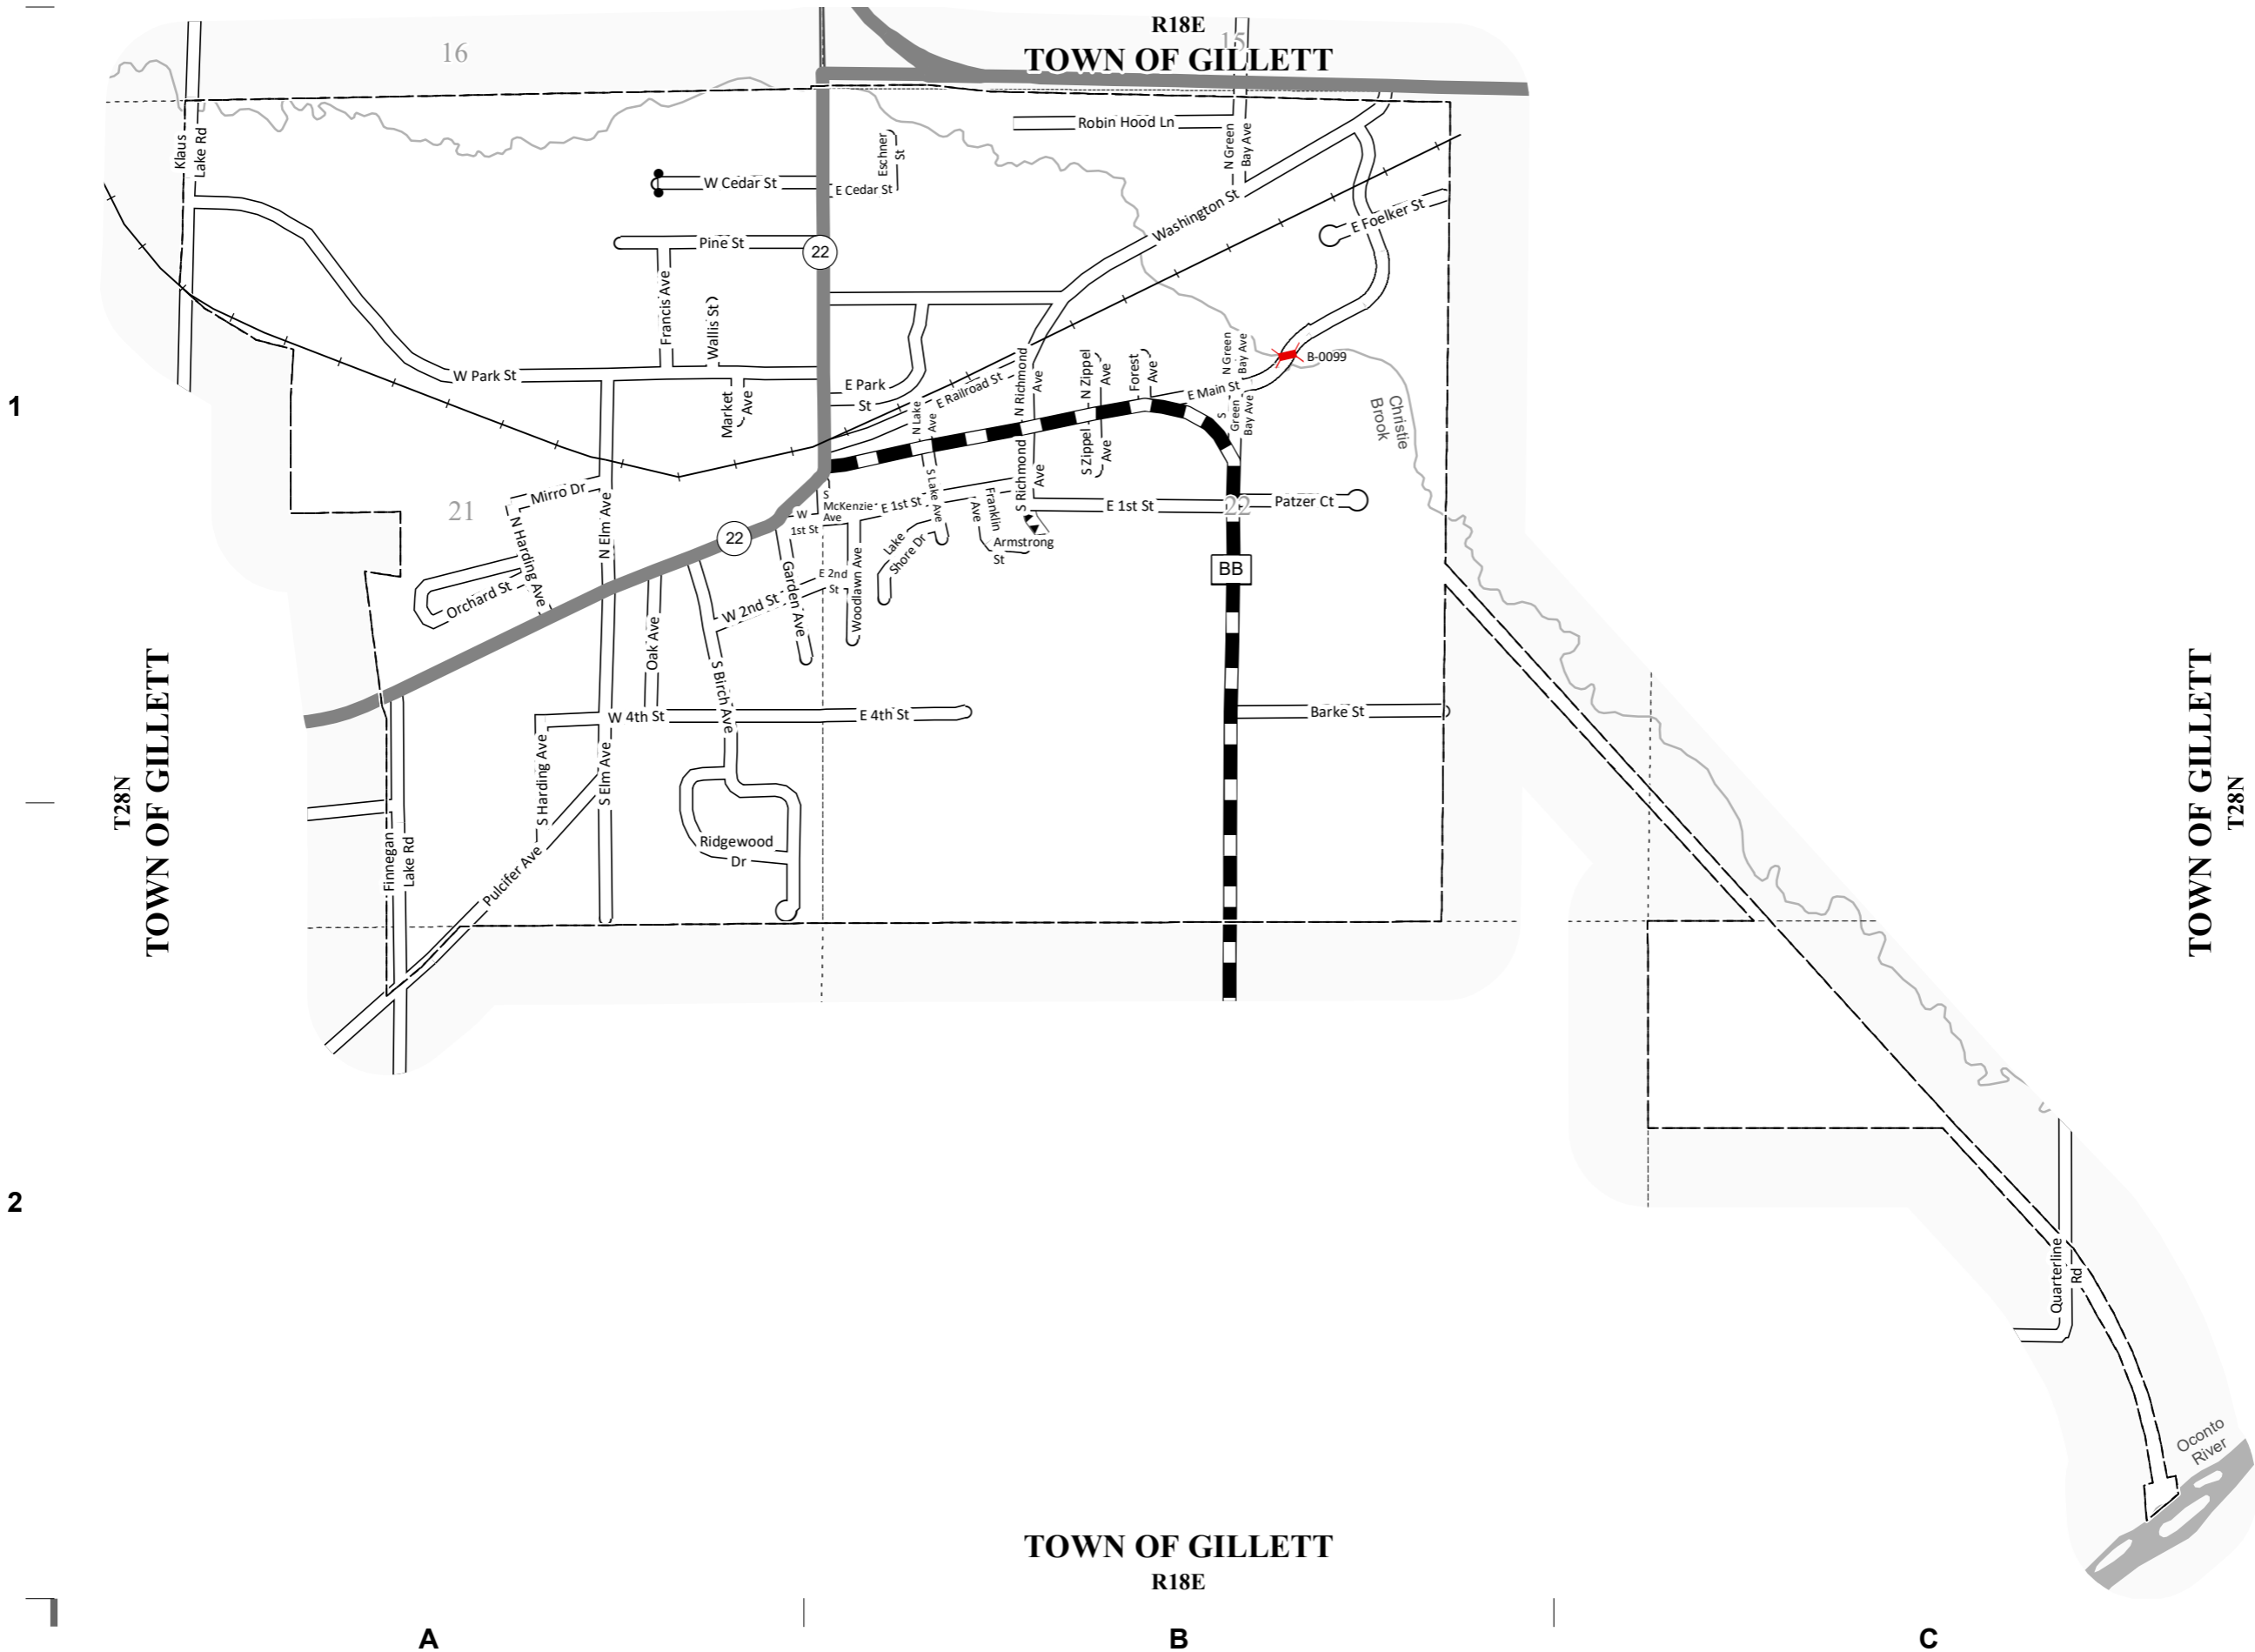 R18E
TOWN OF GILLETT
16
15
Klaus
Lake Rd
Robin Hood Ln
N Green
Bay Ave
Eschner
St
W Cedar St
E Cedar St
Washington St
E Foelker St
Pine St
22
Francis Ave
Wallis St
W Park St
Market
Ave
E Park
St
E Railroad St
N Lake
Ave
N Richmond
Ave
N Zippel
Ave
Forest
Ave
E Main St
N Green
Bay Ave
B-0099
S
Green
Bay Ave
Christie
Brook
1
S Zippel
Ave
S Richmond
Ave
Mirro Dr
21
N Harding Ave
N Elm Ave
Orchard St
22
S
McKenzie
Ave
W
1st St
E 1st St
S Lake Ave
Franklin
Ave
Armstrong
St
E 1st St
22
Patzer Ct
BB
Lake
Shore Dr
Garden Ave
E 2nd
St
Woodlawn Ave
W 2nd St
Oak Ave
S Birch Ave
W 4th St
E 4th St
Barke St
S Harding Ave
S Elm Ave
Ridgewood
Dr
Pulcifer Ave
Finnegan
Lake Rd
T28N
TOWN OF GILLETT
TOWN OF GILLETT
T28N
2
Quarterline
Rd
Oconto
River
TOWN OF GILLETT
R18E
A
B
C